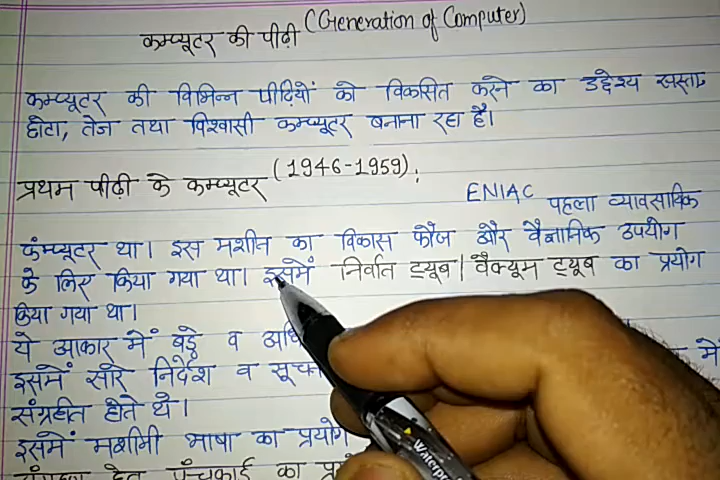 कम्प्यूटर की पीढ़ी (Generation of Computer)
कम्प्यूटर की विभिन्न पीढ़ियों को विकसित करने का उद्देश्य सस्ता,
छोटा, तेज तथा विश्वासी कम्प्यूटर बनाना रहा है।
प्रथम पीढ़ी के कम्प्यूटर (1946-1959):
ENIAC पहला व्यावसायिक
कंम्प्यूटर था। इस मशीन का विकास फौज और वैज्ञानिक उपयोग
के लिए किया गया था। इसमें निर्वात ट्यूब। वैक्यूम ट्यूब का प्रयोग
किया गया था।
ये आकार में बड़े व
इसमें सारे निर्देश व में
संग्रहीत होते थे।
इसमें मशीनी भाषा का प्रयोग
हेतु पंचकार्ड का
Waterp